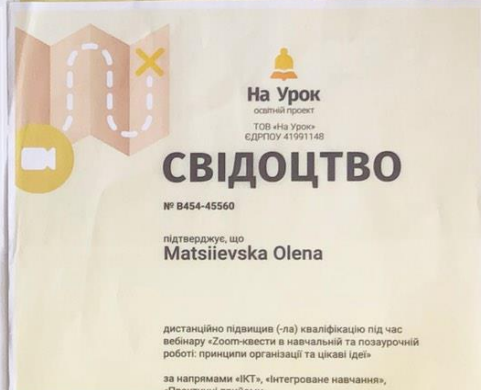 На Урок
освітній проект
ТОВ «На Урок»
ЄДРПОУ 41991148
СВІДОЦТВО
№ B454-45560
підтверджує, що
Matsiievska Olena
дистанційно підвищив (-ла) кваліфікацію під час
вебінару «Zoom-квести в навчальній та позаурочній
роботі: принципи організації та цікаві ідеї»
за напрямами «ІКТ», «Інтегроване навчання»,